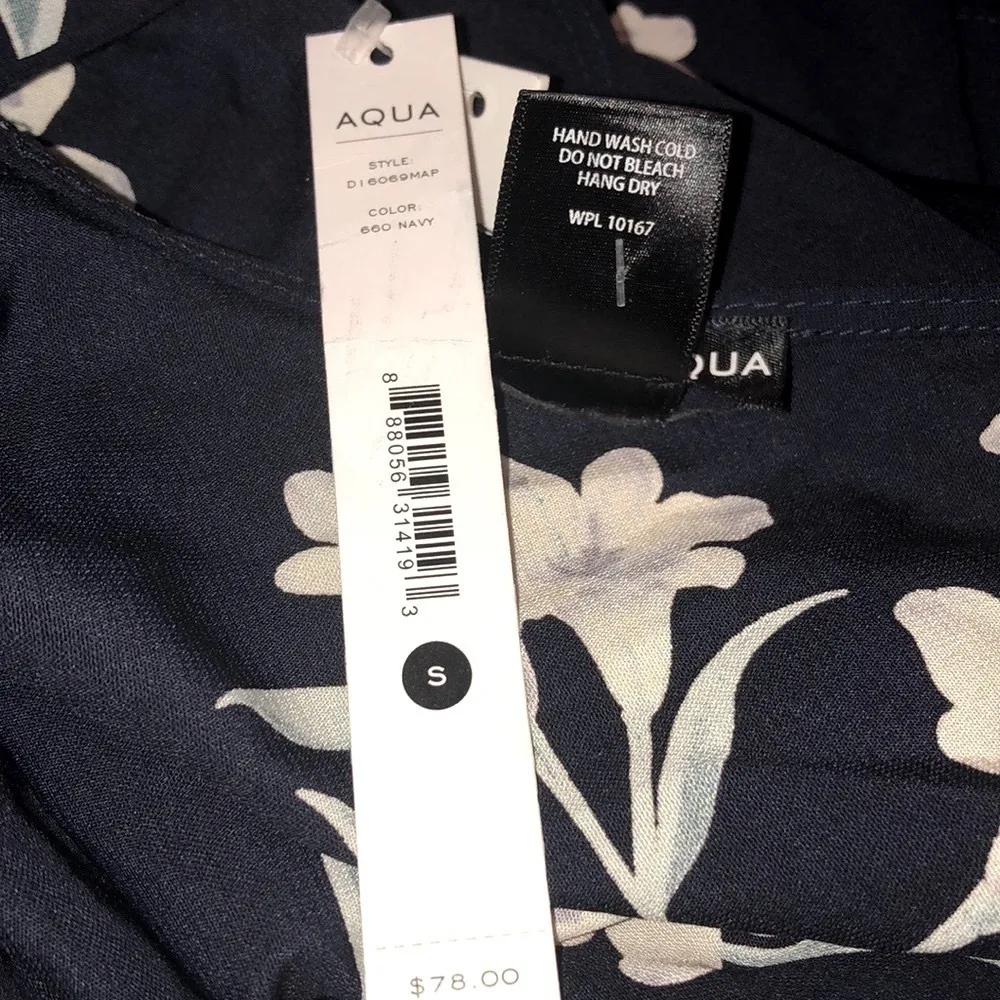 AQUA
STYLE:
D16069MAP
COLOR:
660 NAVY
8 88056 31419 3
S
$78.00
HAND WASH COLD
DO NOT BLEACH
HANG DRY
WPL 10167
QUA